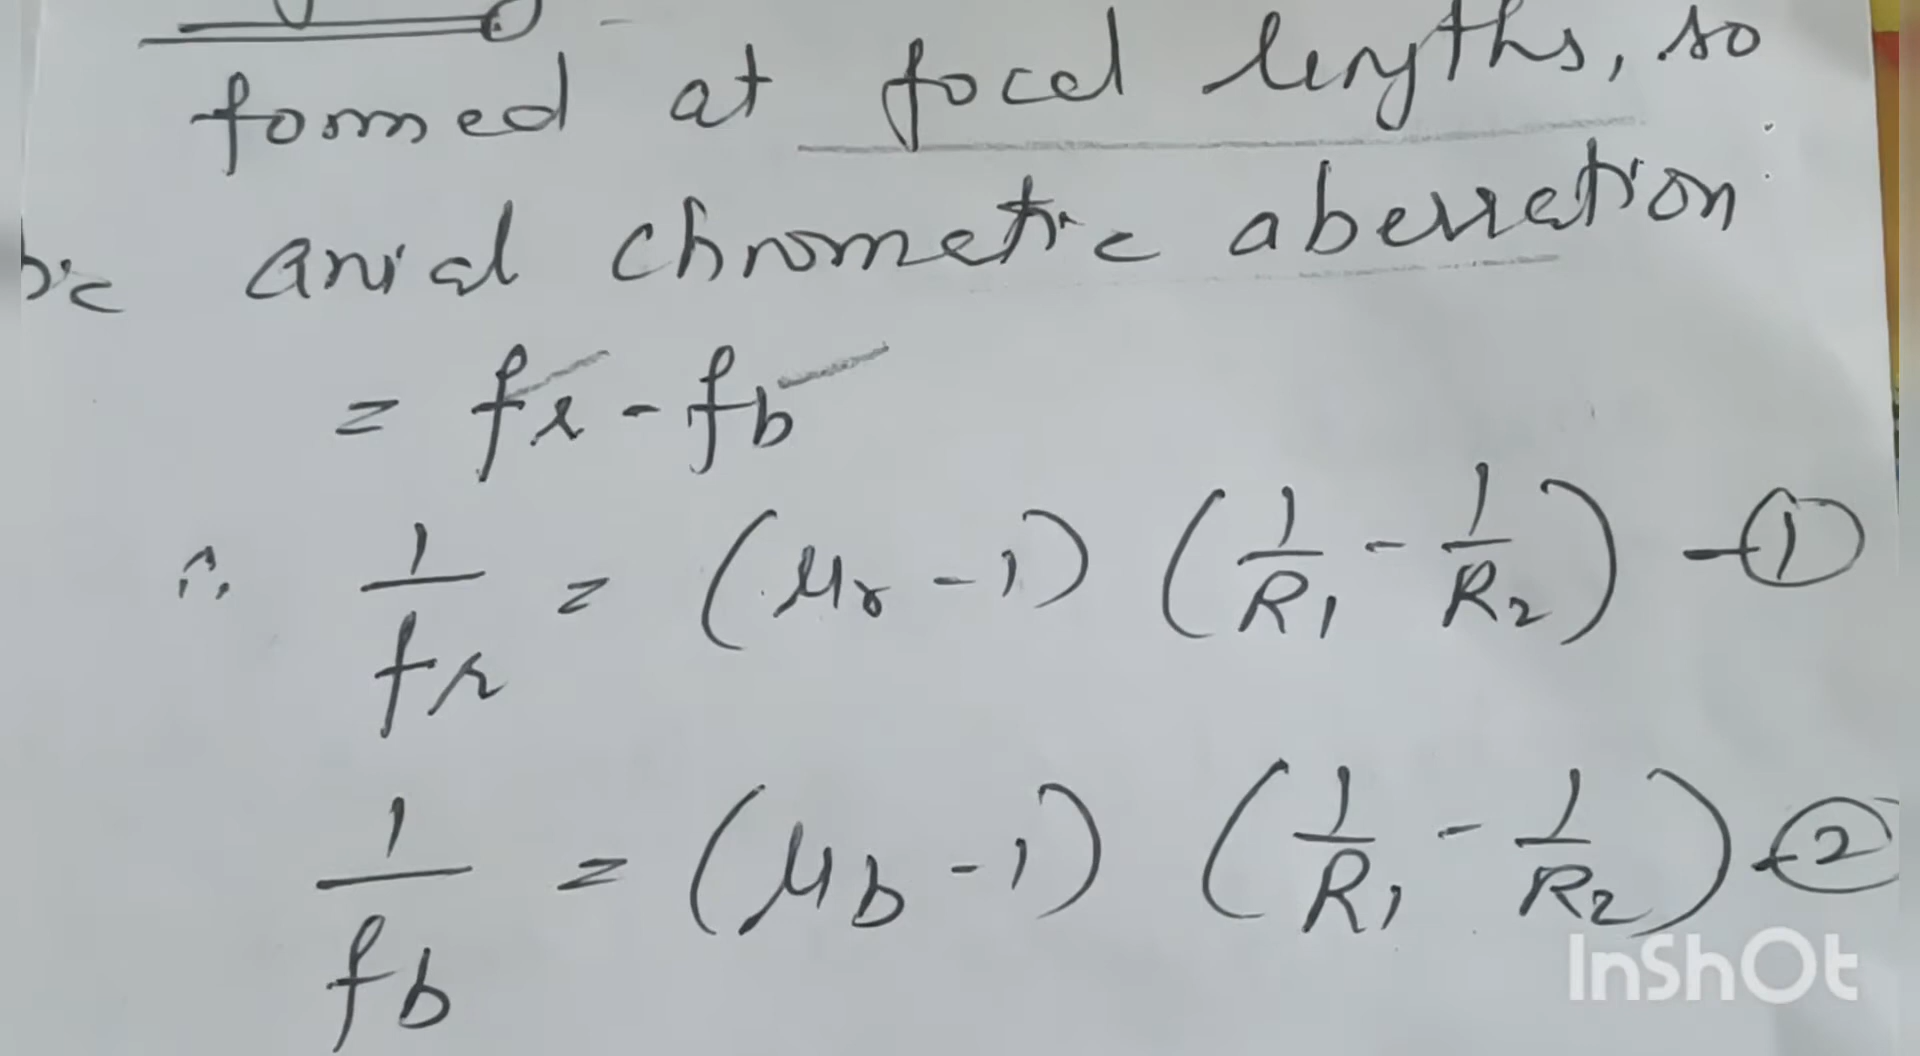 formed at focal lengths, so
axial chrometic aberration
= fr - fb
∴ 1/fr = (μr - 1) (1/R1 - 1/R2) - ①
1/fb = (μb - 1) (1/R1 - 1/R2) - ②
InShOt